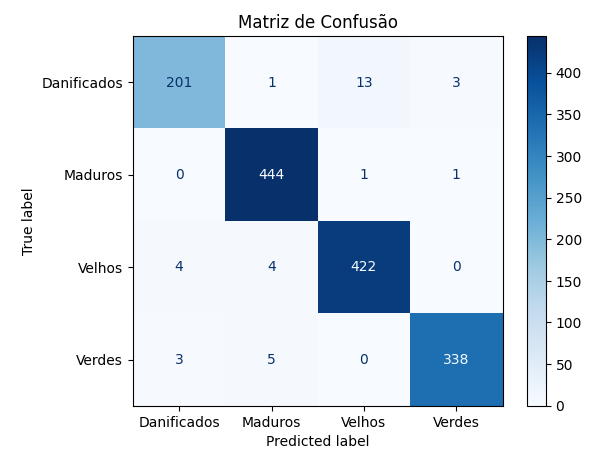 Matriz de Confusão
Danificados 201 1 13 3
Maduros 0 444 1 1
Velhos 4 4 422 0
Verdes 3 5 0 338
Danificados Maduros Velhos Verdes
Predicted label
True label
400
350
300
250
200
150
100
50
0